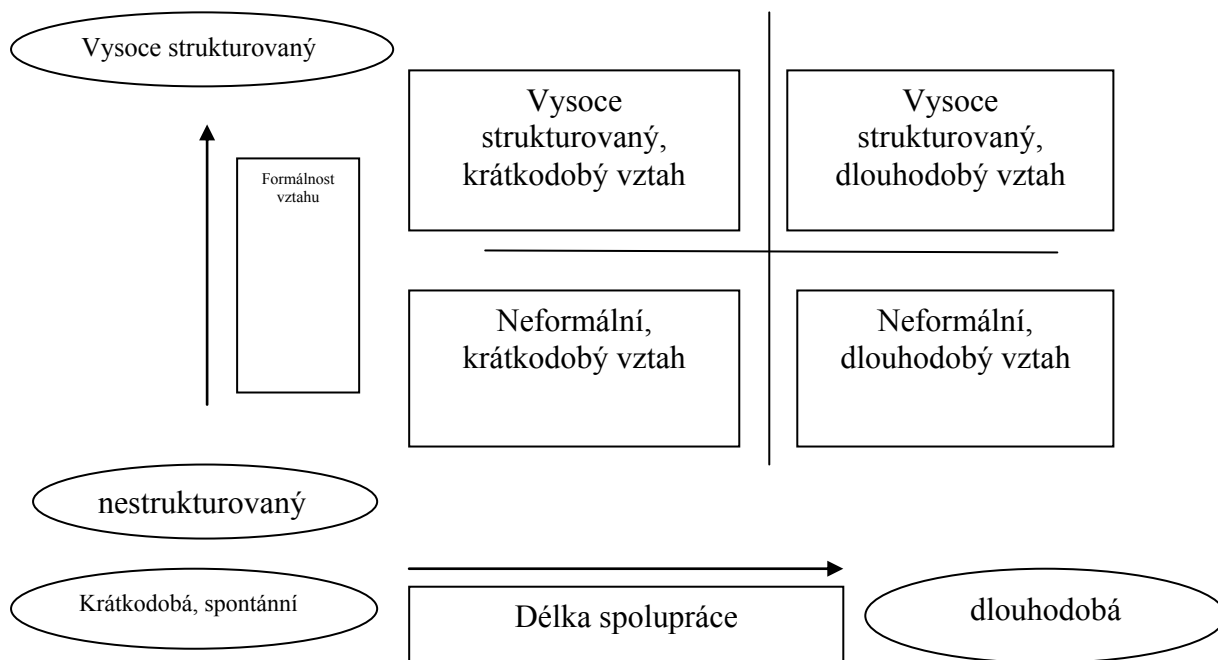 Vysoce strukturovaný
Vysoce
strukturovaný,
krátkodobý vztah
Vysoce
strukturovaný,
dlouhodobý vztah
Formálnost
vztahu
Neformální,
krátkodobý vztah
Neformální,
dlouhodobý vztah
nestrukturovaný
Krátkodobá, spontánní
Délka spolupráce
dlouhodobá